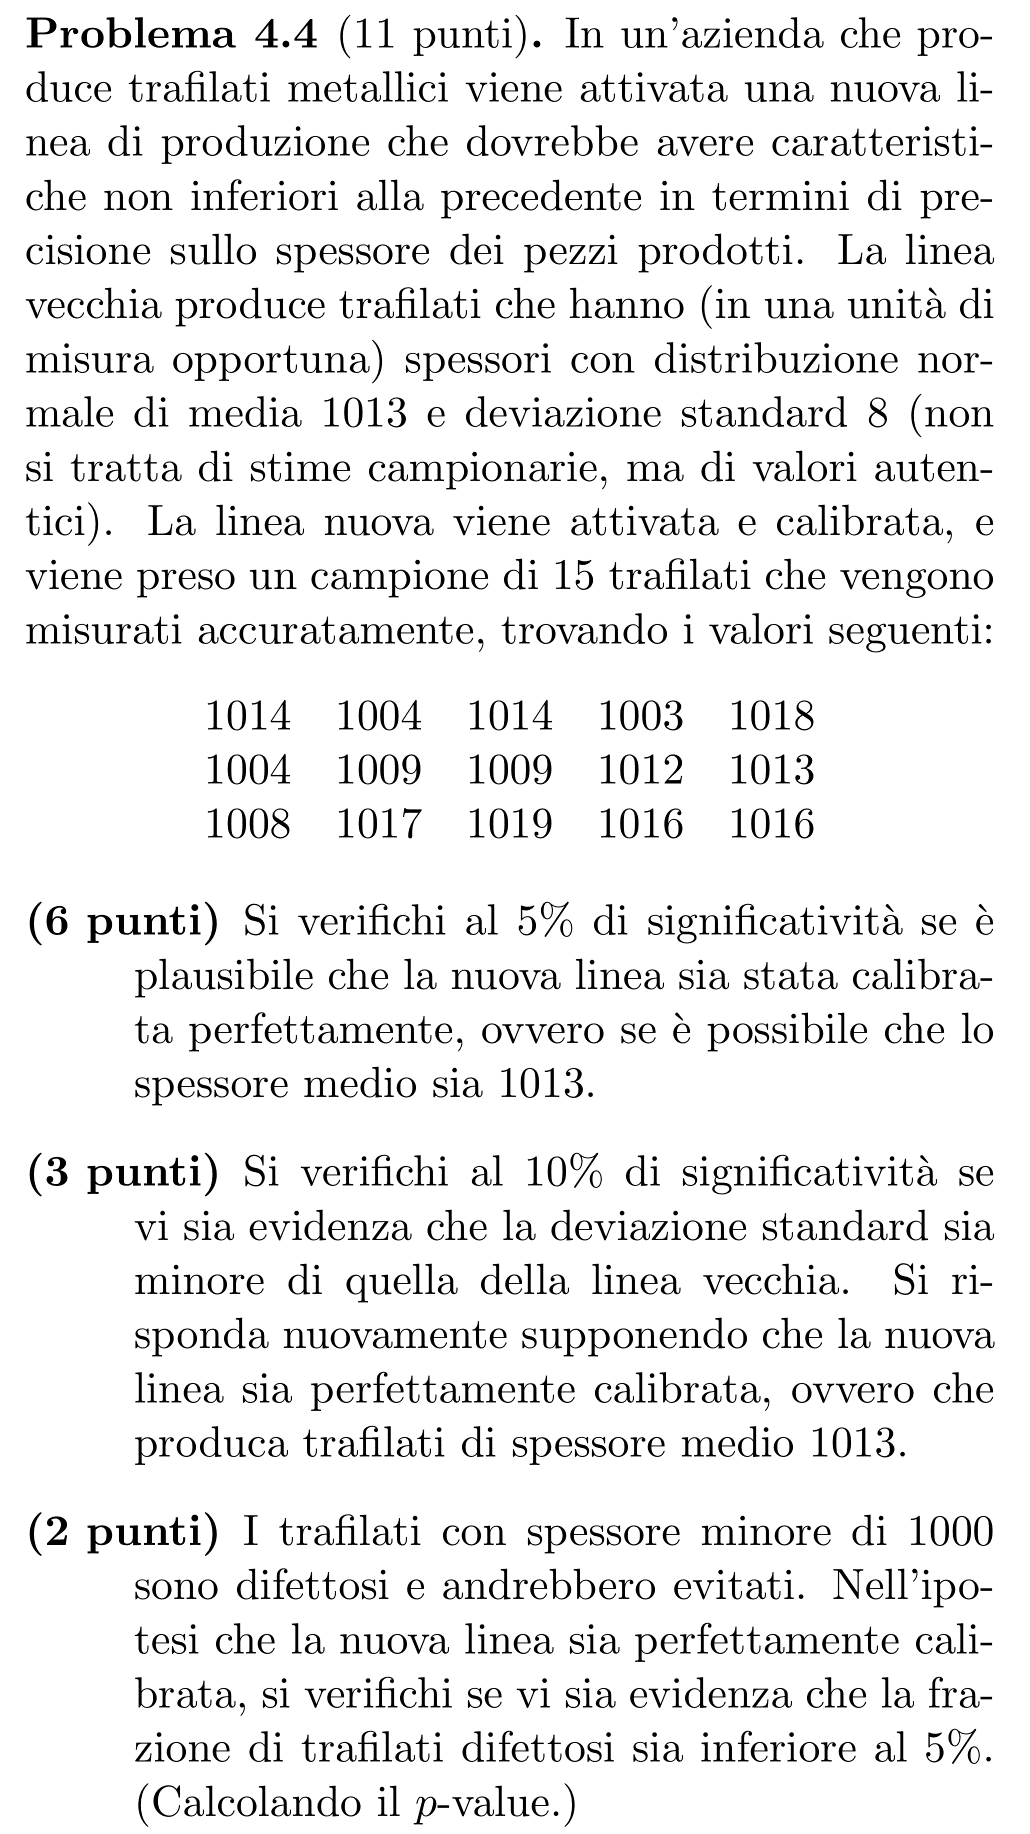 Problema 4.4 (11 punti). In un'azienda che pro-
duce trafilati metallici viene attivata una nuova li-
nea di produzione che dovrebbe avere caratteristi-
che non inferiori alla precedente in termini di pre-
cisione sullo spessore dei pezzi prodotti. La linea
vecchia produce trafilati che hanno (in una unità di
misura opportuna) spessori con distribuzione nor-
male di media 1013 e deviazione standard 8 (non
si tratta di stime campionarie, ma di valori auten-
tici). La linea nuova viene attivata e calibrata, e
viene preso un campione di 15 trafilati che vengono
misurati accuratamente, trovando i valori seguenti:
1014 1004 1014 1003 1018
1004 1009 1009 1012 1013
1008 1017 1019 1016 1016
(6 punti) Si verifichi al 5% di significatività se è
plausibile che la nuova linea sia stata calibra-
ta perfettamente, ovvero se è possibile che lo
spessore medio sia 1013.
(3 punti) Si verifichi al 10% di significatività se
vi sia evidenza che la deviazione standard sia
minore di quella della linea vecchia. Si ri-
sponda nuovamente supponendo che la nuova
linea sia perfettamente calibrata, ovvero che
produca trafilati di spessore medio 1013.
(2 punti) I trafilati con spessore minore di 1000
sono difettosi e andrebbero evitati. Nell'ipo-
tesi che la nuova linea sia perfettamente cali-
brata, si verifichi se vi sia evidenza che la fra-
zione di trafilati difettosi sia inferiore al 5%.
(Calcolando il p-value.)